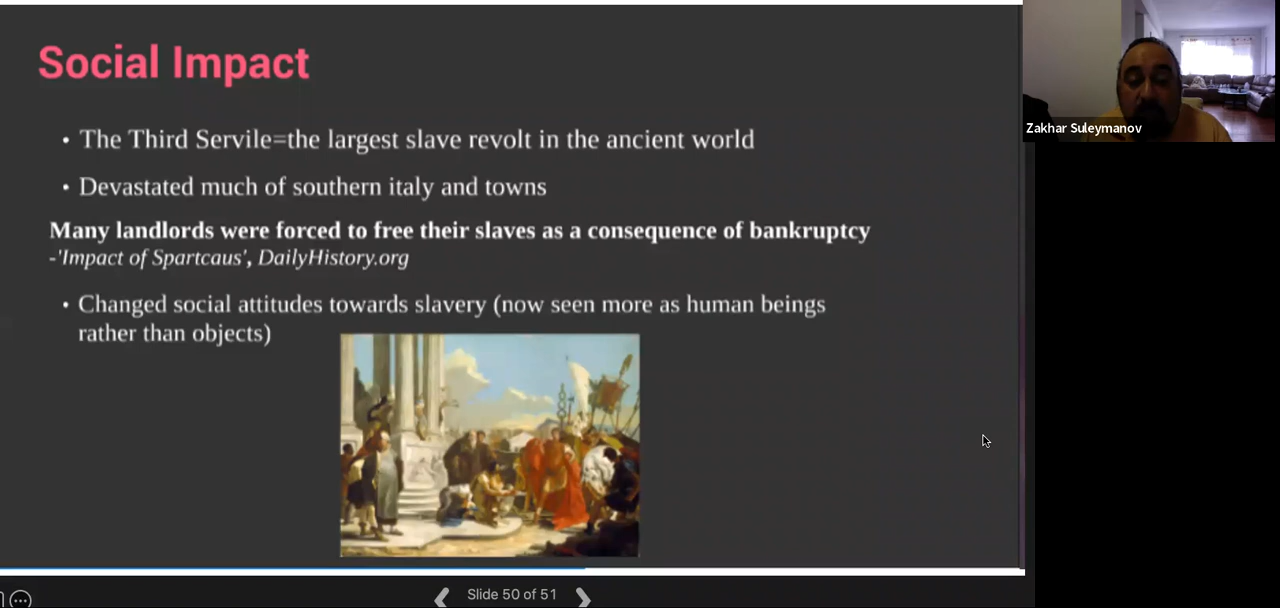 Social Impact
• The Third Servile=the largest slave revolt in the ancient world
• Devastated much of southern italy and towns
Many landlords were forced to free their slaves as a consequence of bankruptcy
-'Impact of Spartcaus', DailyHistory.org
• Changed social attitudes towards slavery (now seen more as human beings
rather than objects)
Zakhar Suleymanov
Slide 50 of 51